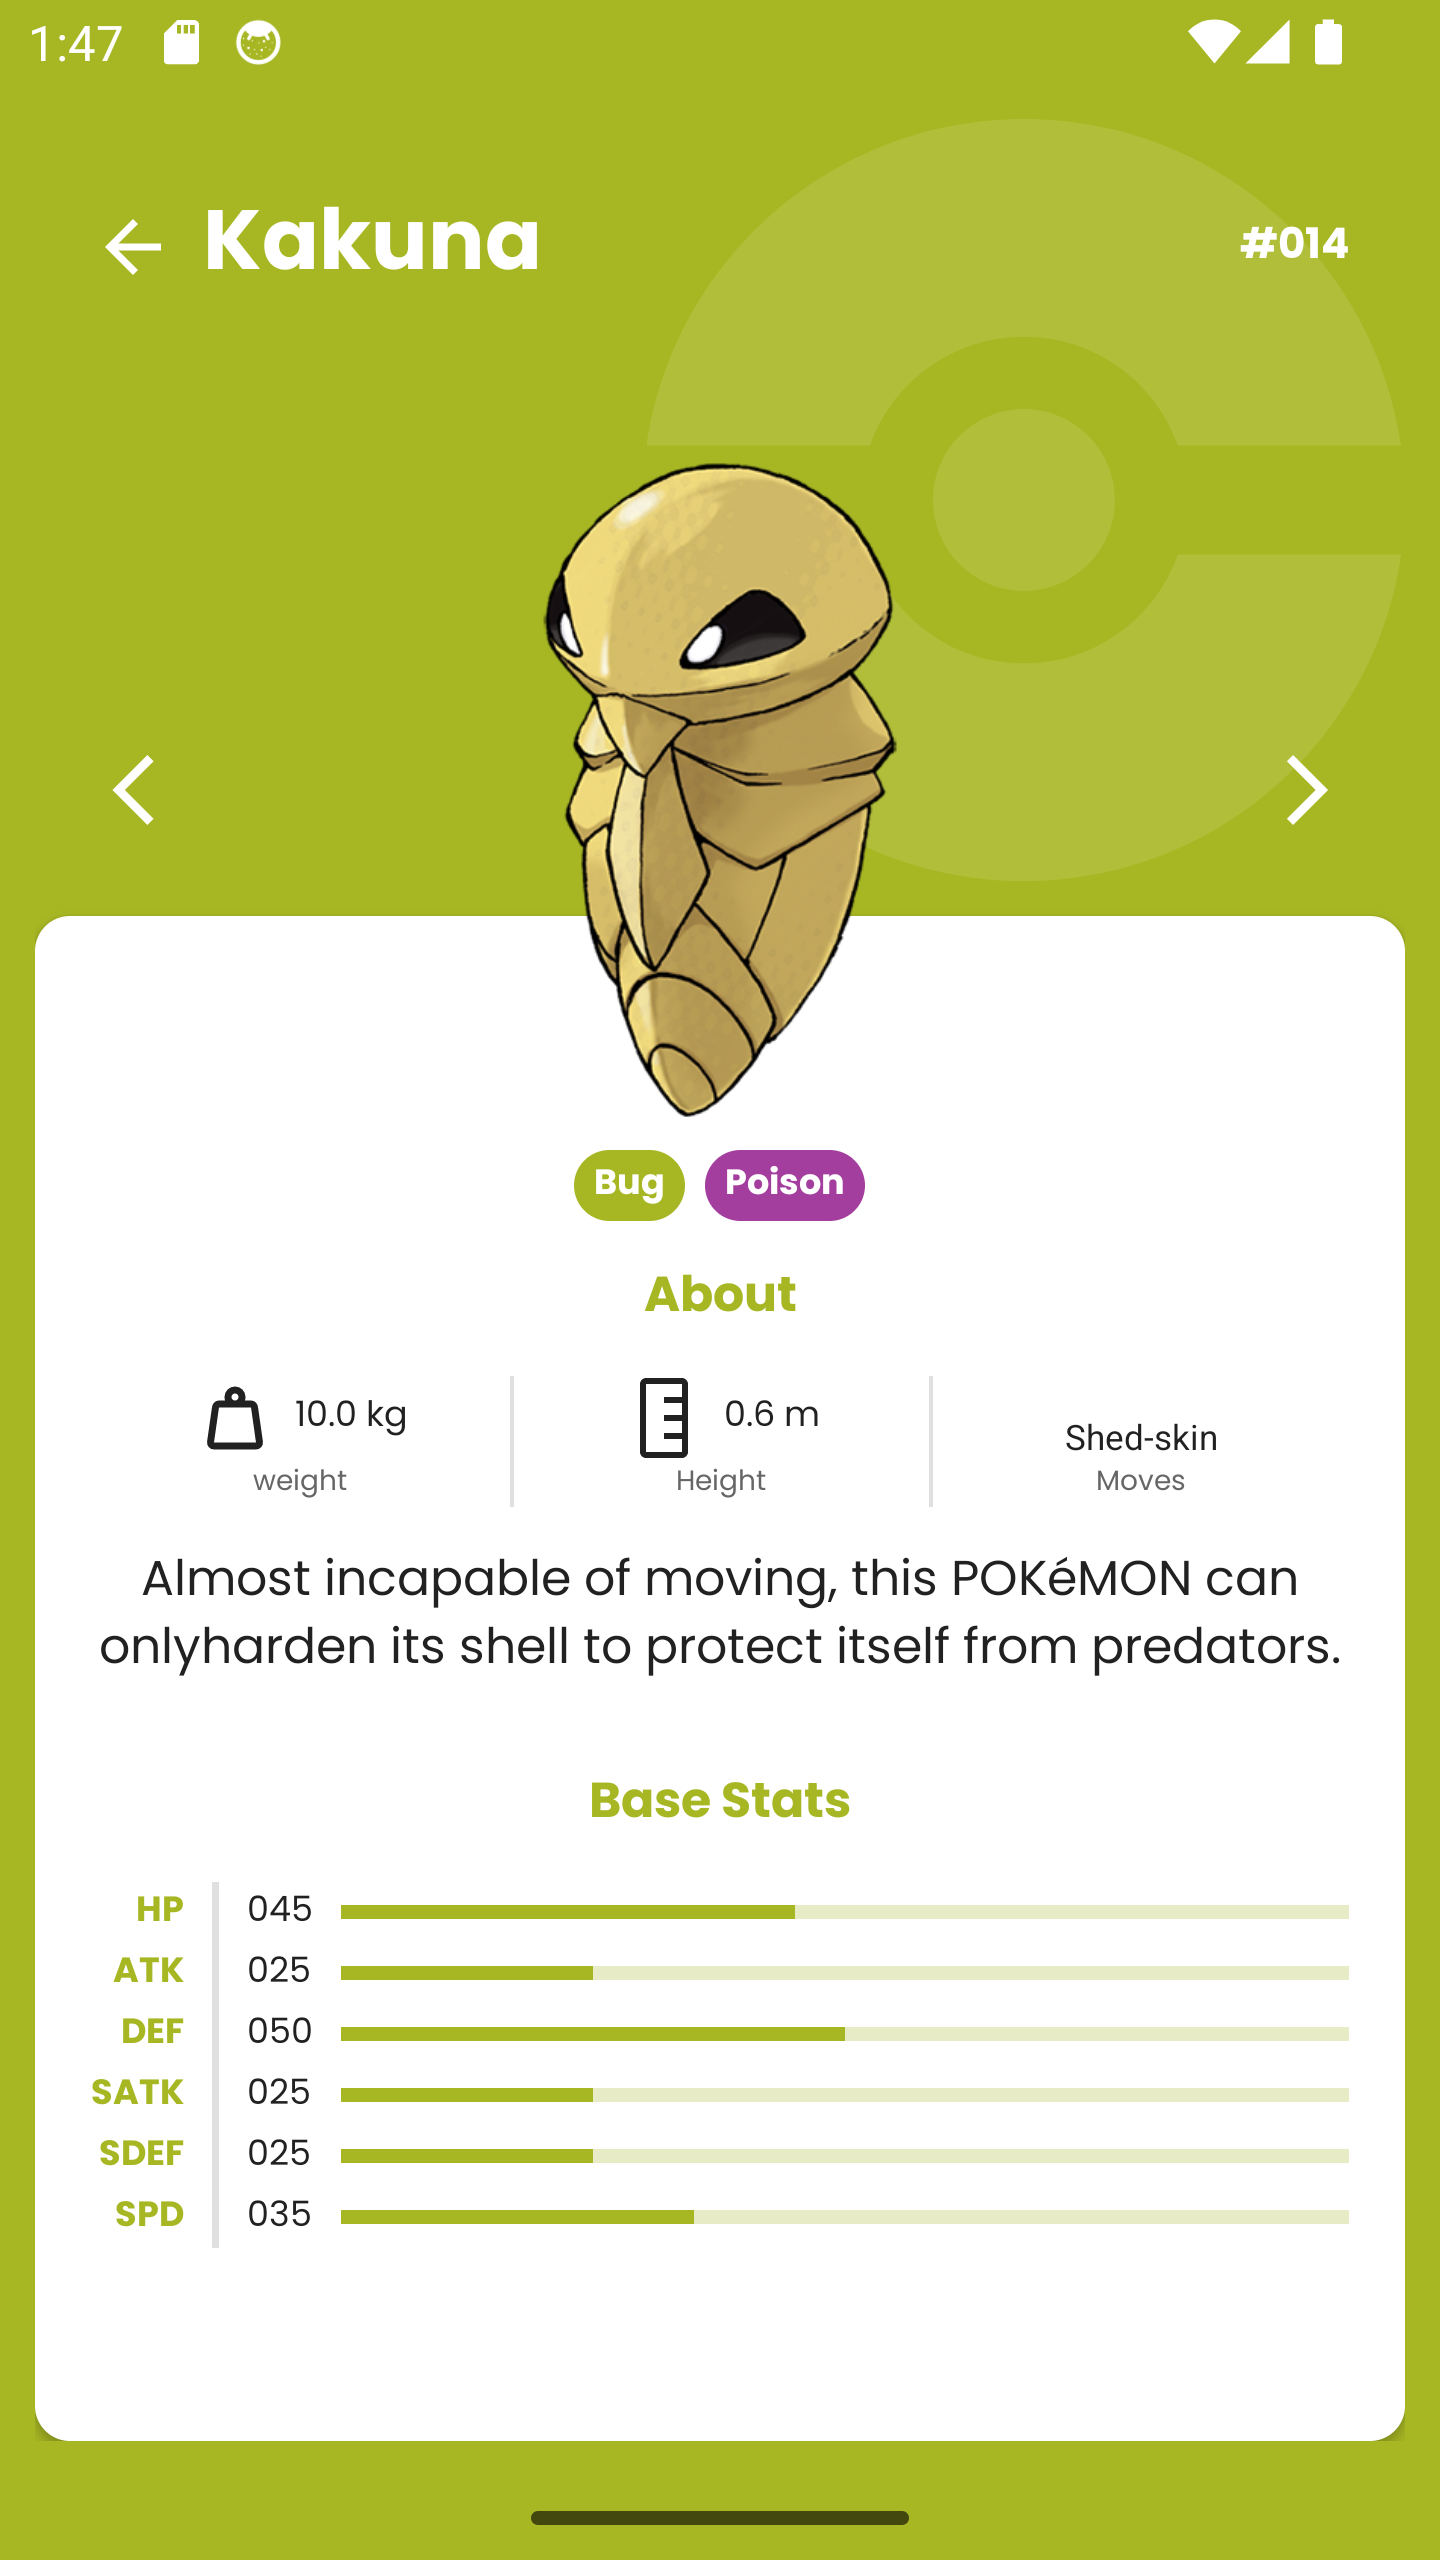 1:47
Kakuna
#014
Bug Poison
About
10.0 kg
weight
0.6 m
Height
Shed-skin
Moves
Almost incapable of moving, this POKéMON can
onlyharden its shell to protect itself from predators.
Base Stats
HP 045
ATK 025
DEF 050
SATK 025
SDEF 025
SPD 035